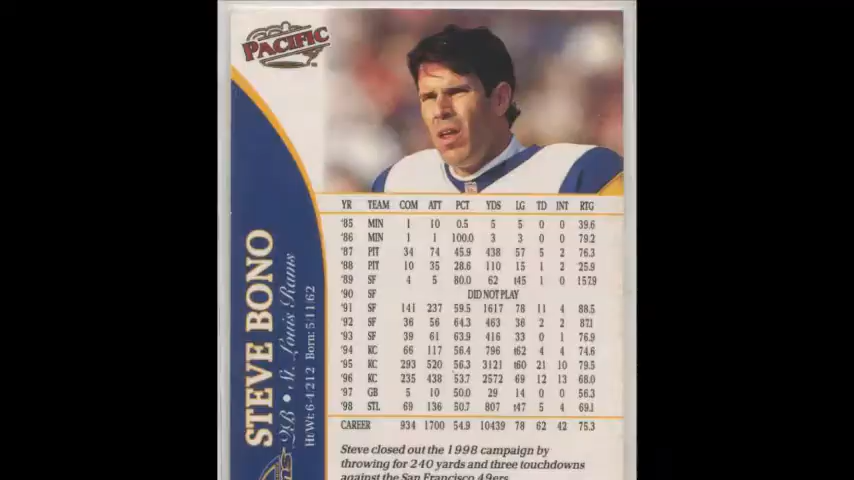 PACIFIC
YR TEAM COM ATT PCT YDS LG TD INT RTG
'85 MIN 1 10 0.5 5 5 0 0 39.6
'86 MIN 1 1 100.0 3 3 0 0 79.2
'87 PIT 34 74 45.9 438 57 5 2 76.3
'88 PIT 10 35 28.6 110 15 1 2 25.9
'89 SF 4 5 80.0 62 t45 1 0 157.9
'90 SF DID NOT PLAY
'91 SF 141 237 59.5 1617 78 11 4 88.5
'92 SF 36 56 64.3 463 36 2 2 87.1
'93 SF 39 61 63.9 416 33 0 1 76.9
'94 KC 66 117 56.4 796 t62 4 4 74.6
'95 KC 293 520 56.3 3121 t60 21 10 79.5
'96 KC 235 438 53.7 2572 69 12 13 68.0
'97 GB 5 10 50.0 29 14 0 0 56.3
'98 STL 69 136 50.7 807 t47 5 4 69.1
CAREER 934 1700 54.9 10439 78 62 42 75.3
Steve closed out the 1998 campaign by
throwing for 240 yards and three touchdowns
against the San Francisco 49ers
STEVE BONO
QB • St. Louis Rams
Ht/Wt: 6-4/212 Born: 5/11/62